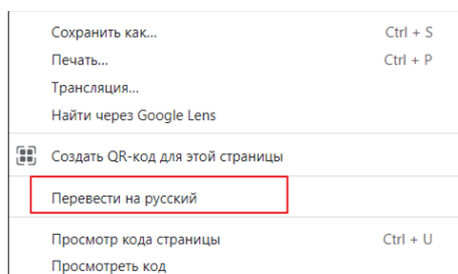 Сохранить как... Ctrl + S
Печать... Ctrl + P
Трансляция...
Найти через Google Lens
Создать QR-код для этой страницы
Перевести на русский
Просмотр кода страницы Ctrl + U
Просмотреть код